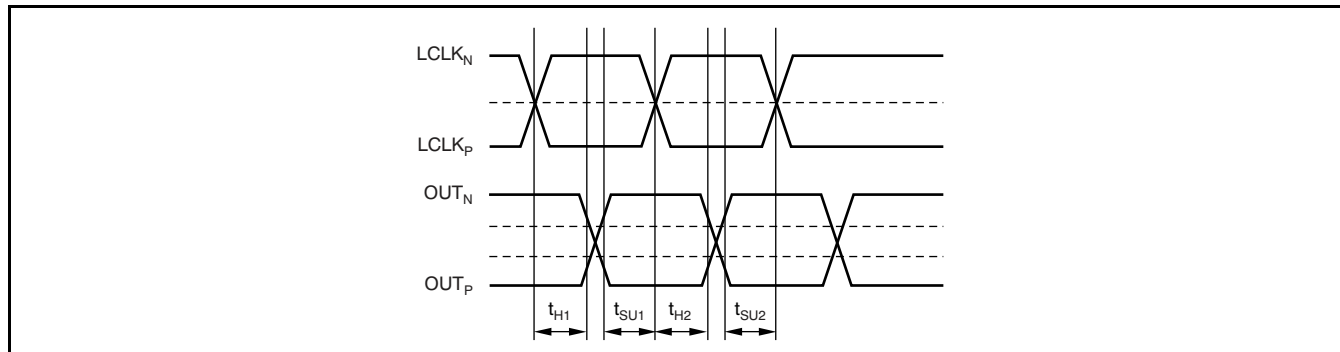 LCLKN
LCLKP
OUTN
OUTP
tH1 tSU1 tH2 tSU2